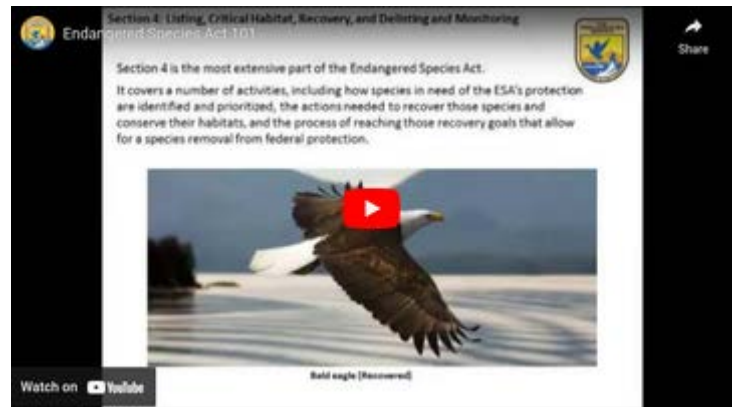 Section 4: Listing, Critical Habitat, Recovery, and Delisting and Monitoring
Endangered Species Act 101
Share
Section 4 is the most extensive part of the Endangered Species Act.
It covers a number of activities, including how species in need of the ESA's protection
are identified and prioritized, the actions needed to recover those species and
conserve their habitats, and the process of reaching those recovery goals that allow
for a species removal from federal protection.
Bald eagle [Recovered]
Watch on YouTube